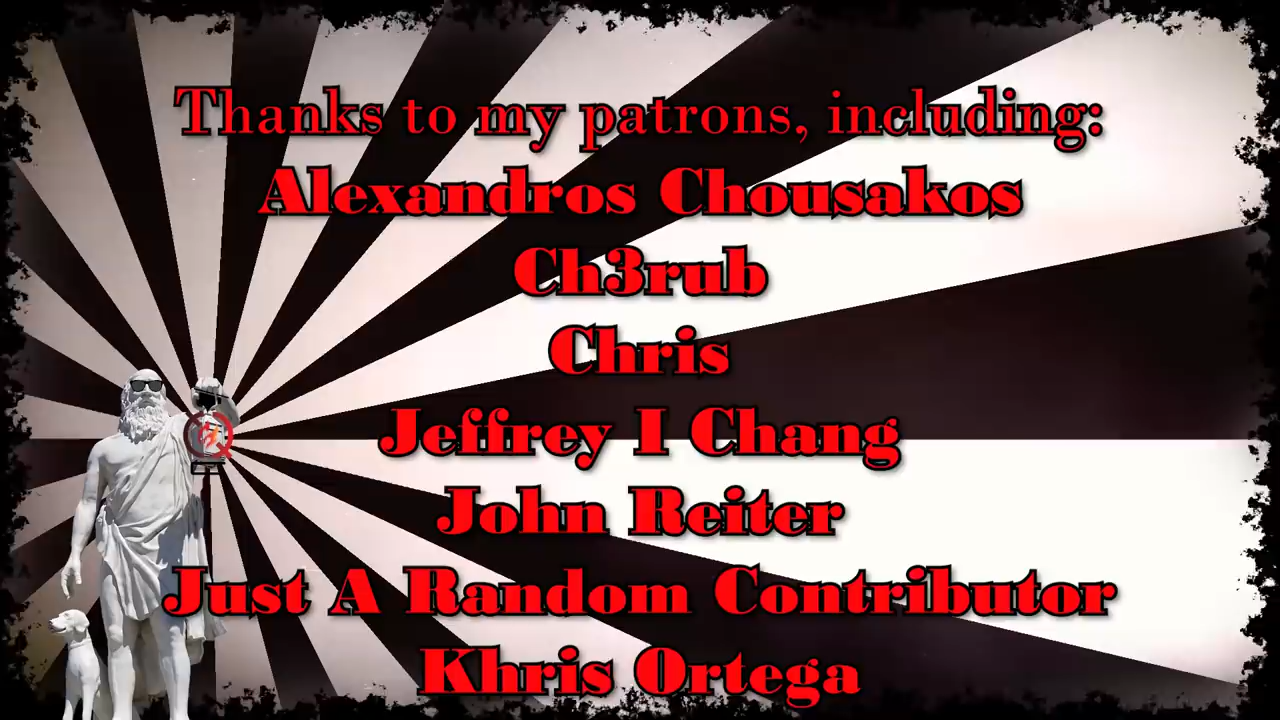 Thanks to my patrons, including:
Alexandros Chousakos
Ch3rub
Chris
Jeffrey I Chang
John Reiter
Just A Random Contributor
Khris Ortega